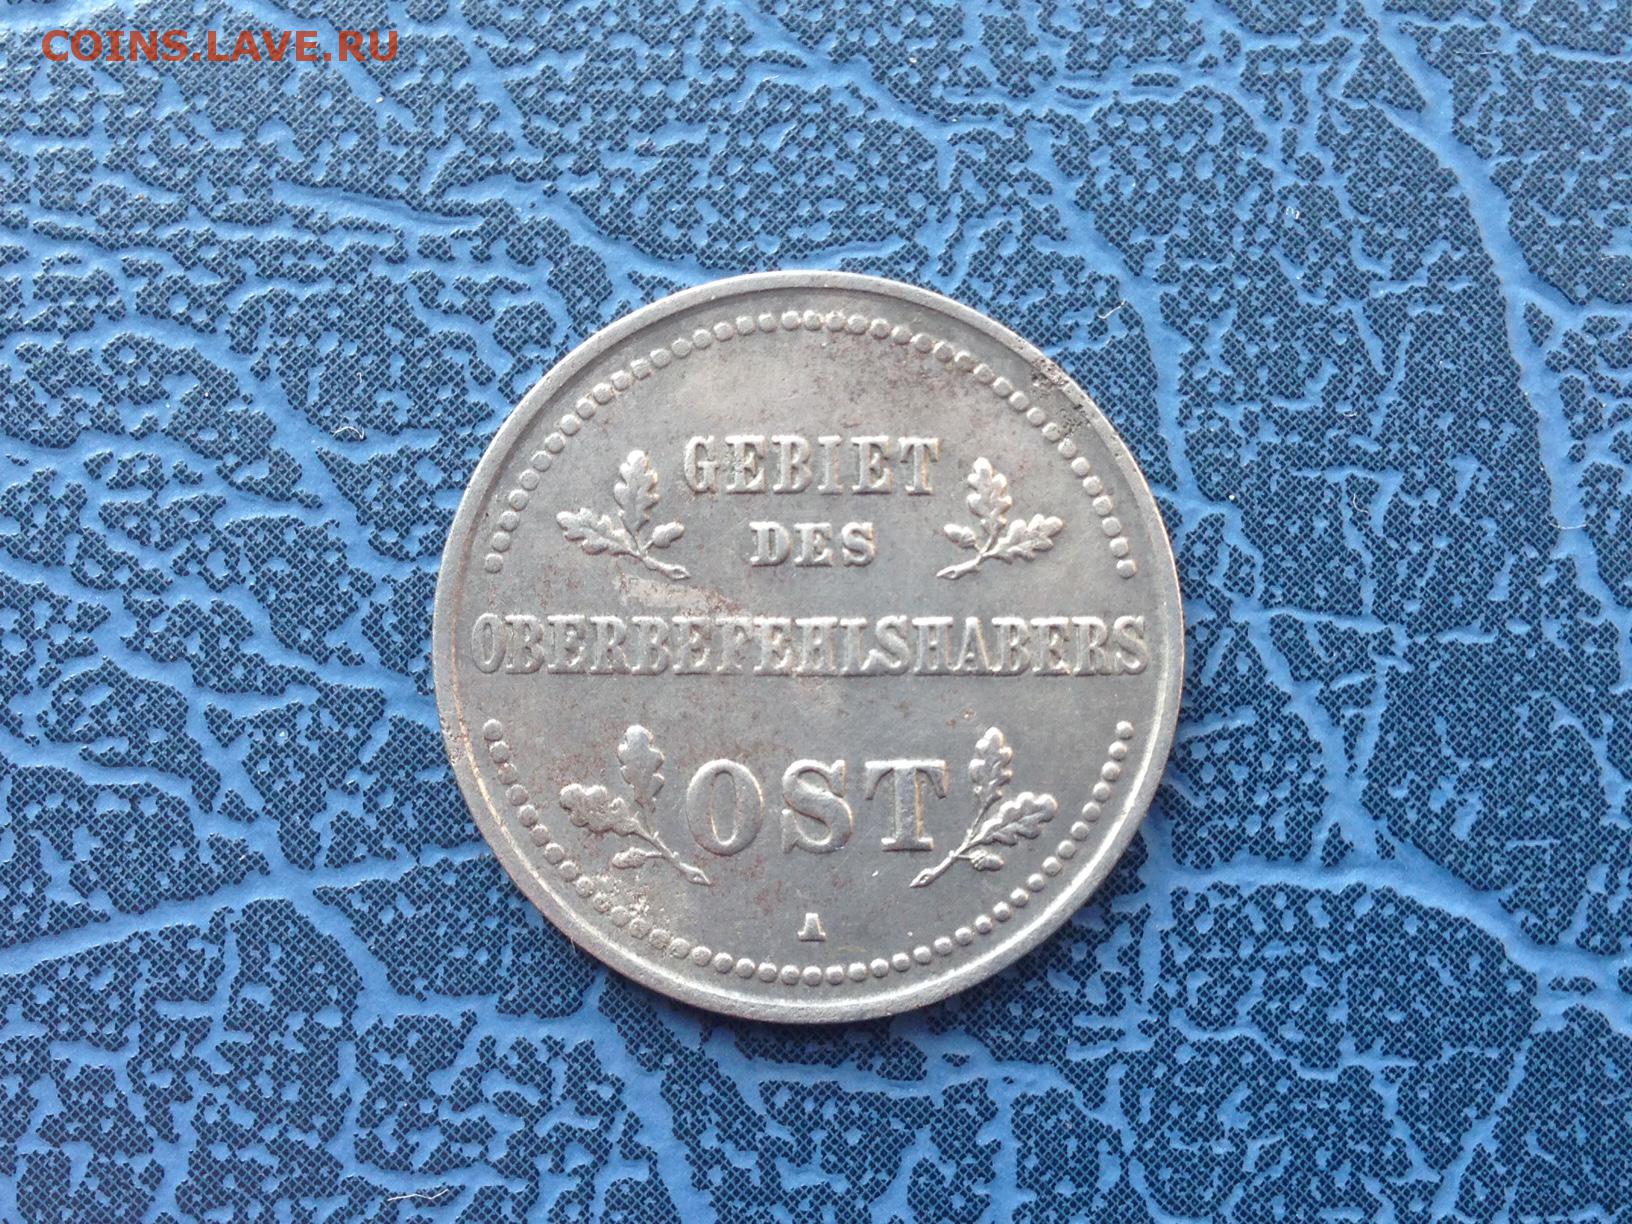 COINS.LAVE.RU
GEBIET
DES
OBERBEFEHLSHABERS
OST
A